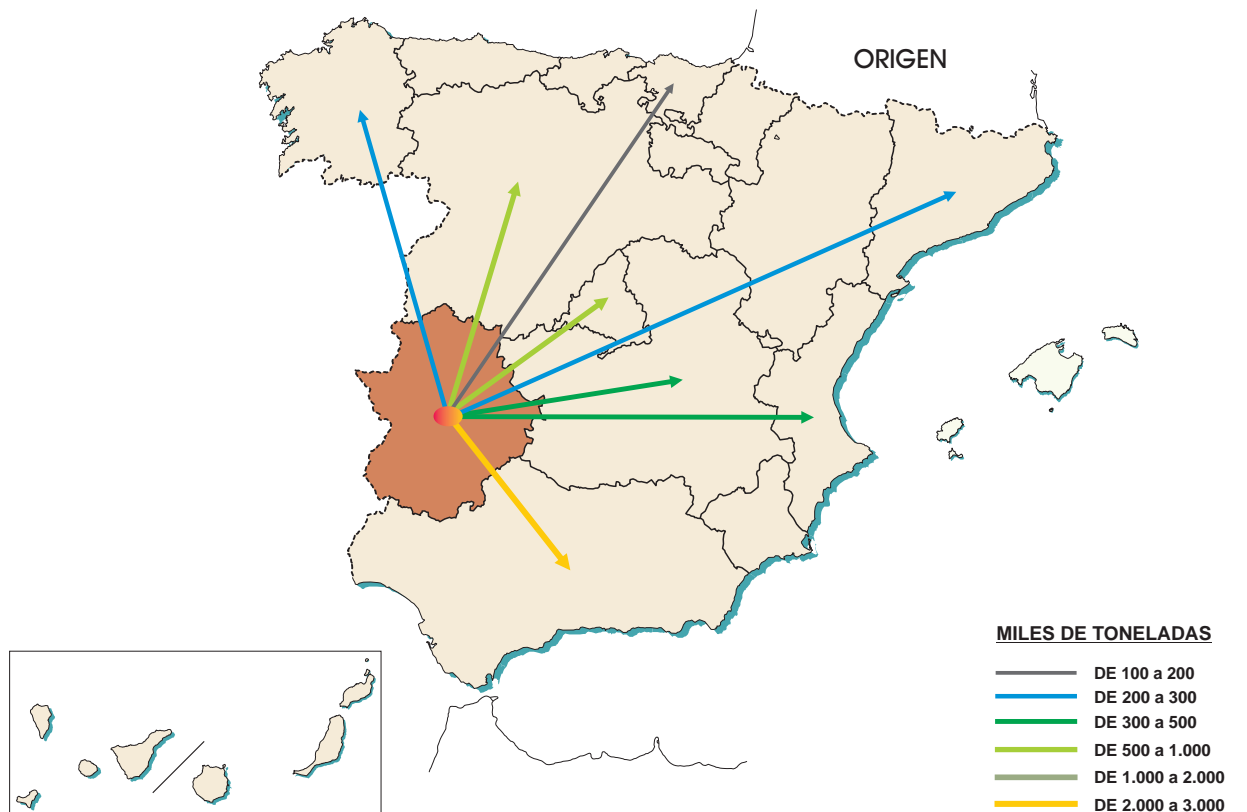 ORIGEN
MILES DE TONELADAS
DE 100 a 200
DE 200 a 300
DE 300 a 500
DE 500 a 1.000
DE 1.000 a 2.000
DE 2.000 a 3.000